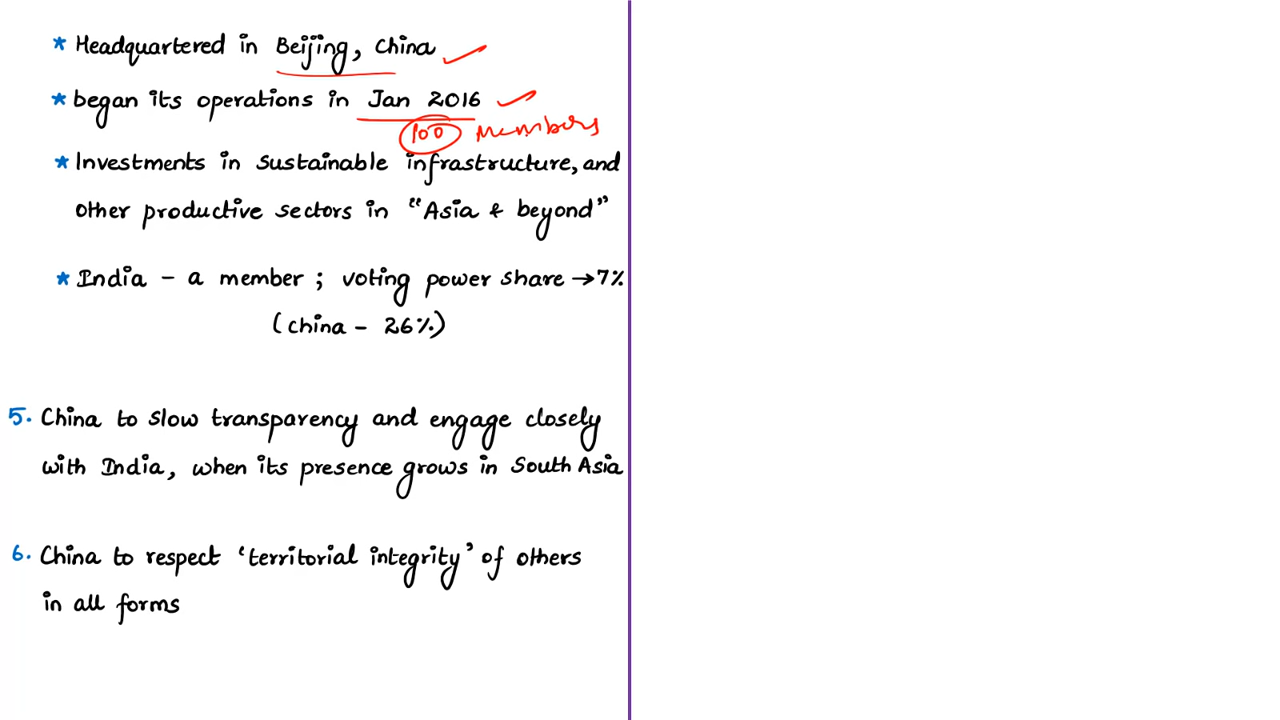 * Headquartered in Beijing, China
* began its operations in Jan 2016
100 members
* Investments in sustainable infrastructure, and
other productive sectors in "Asia & beyond"
* India - a member ; voting power share → 7%
(china - 26%)
5. China to slow transparency and engage closely
with India, when its presence grows in South Asia
6. China to respect 'territorial integrity' of others
in all forms